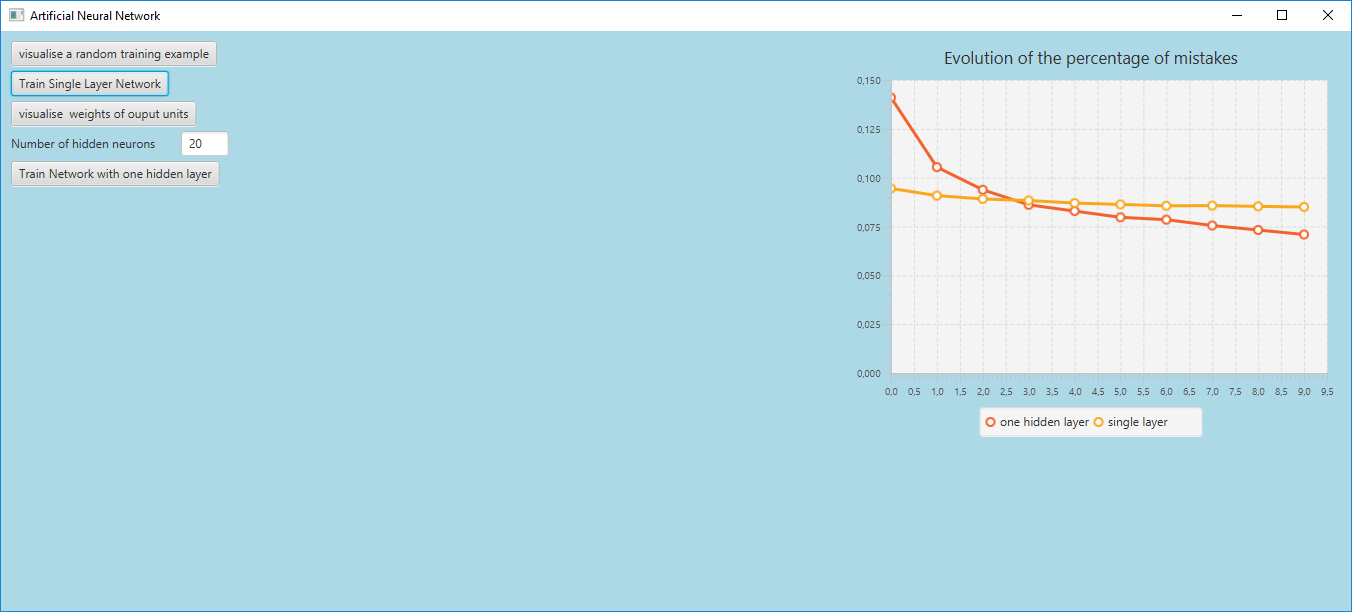 Artificial Neural Network
visualise a random training example
Train Single Layer Network
visualise  weights of ouput units
Number of hidden neurons 20
Train Network with one hidden layer
Evolution of the percentage of mistakes
0,150
0,125
0,100
0,075
0,050
0,025
0,000
0,0 0,5 1,0 1,5 2,0 2,5 3,0 3,5 4,0 4,5 5,0 5,5 6,0 6,5 7,0 7,5 8,0 8,5 9,0 9,5
one hidden layer single layer